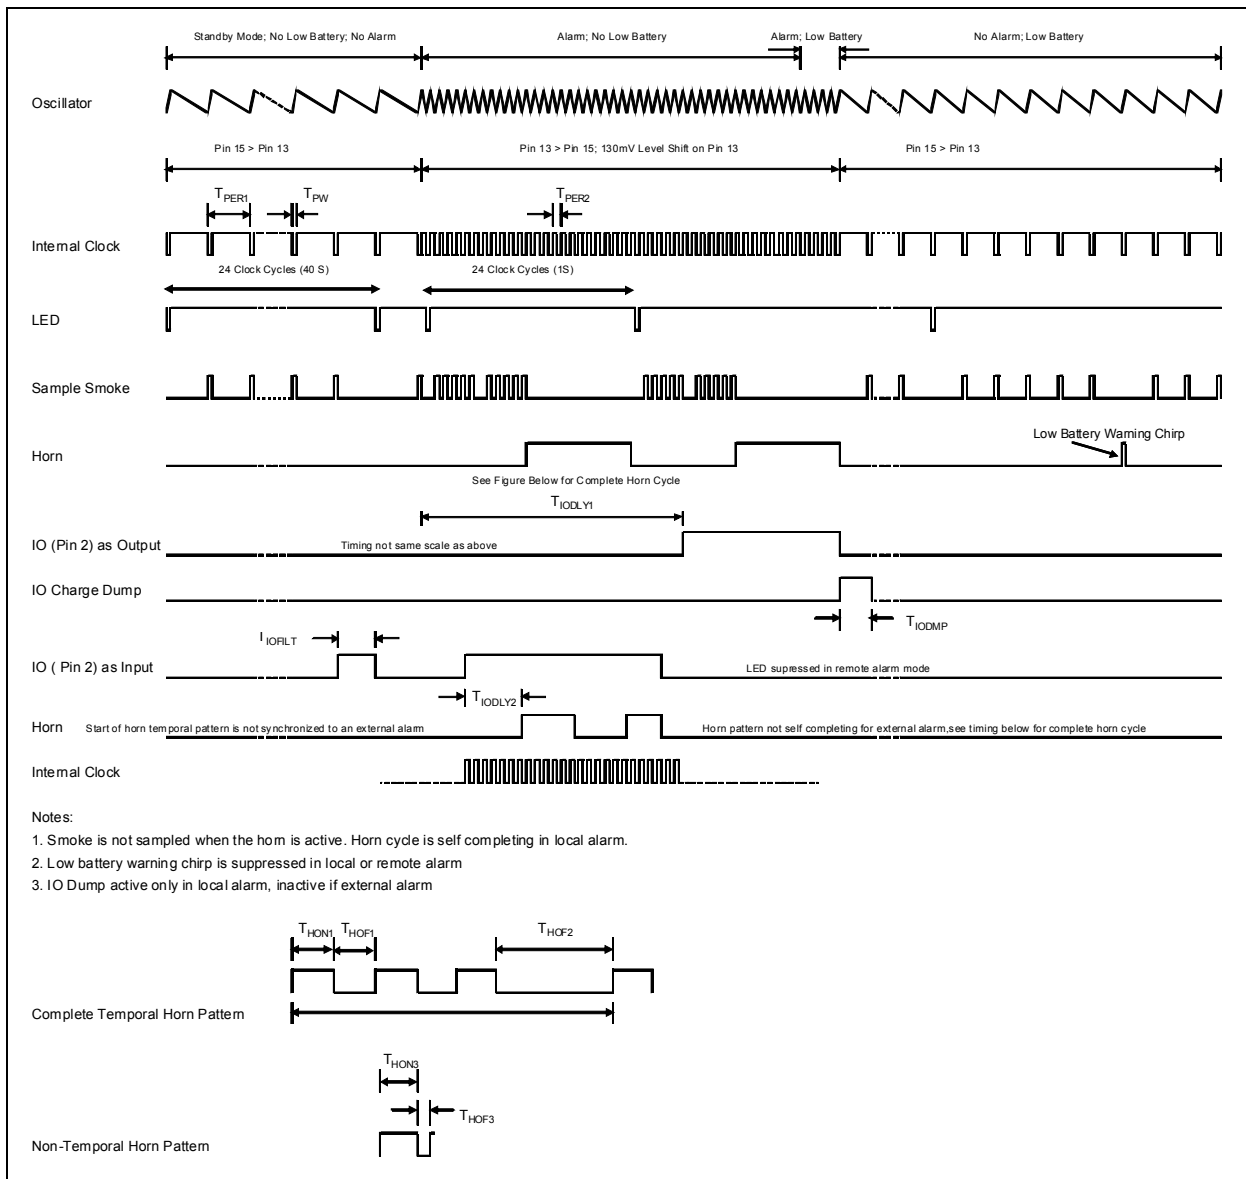 Standby Mode; No Low Battery; No Alarm
Alarm; No Low Battery
Alarm; Low Battery
No Alarm; Low Battery
Oscillator
Pin 15 > Pin 13
Pin 13 > Pin 15; 130mV Level Shift on Pin 13
Pin 15 > Pin 13
TPER1
TPW
TPER2
Internal Clock
24 Clock Cycles (40 S)
24 Clock Cycles (1S)
LED
Sample Smoke
Low Battery Warning Chirp
Horn
See Figure Below for Complete Horn Cycle
TIODLY1
IO (Pin 2) as Output
Timing not same scale as above
IO Charge Dump
TIODMP
TIOFILT
IO ( Pin 2) as Input
LED supressed in remote alarm mode
TIODLY2
Horn
Start of horn temporal pattern is not synchronized to an external alarm
Horn pattern not self completing for external alarm,see timing below for complete horn cycle
Internal Clock
Notes:
1. Smoke is not sampled when the horn is active. Horn cycle is self completing in local alarm.
2. Low battery warning chirp is suppressed in local or remote alarm
3. IO Dump active only in local alarm, inactive if external alarm
THON1
THOF1
THOF2
Complete Temporal Horn Pattern
THON3
THOF3
Non-Temporal Horn Pattern